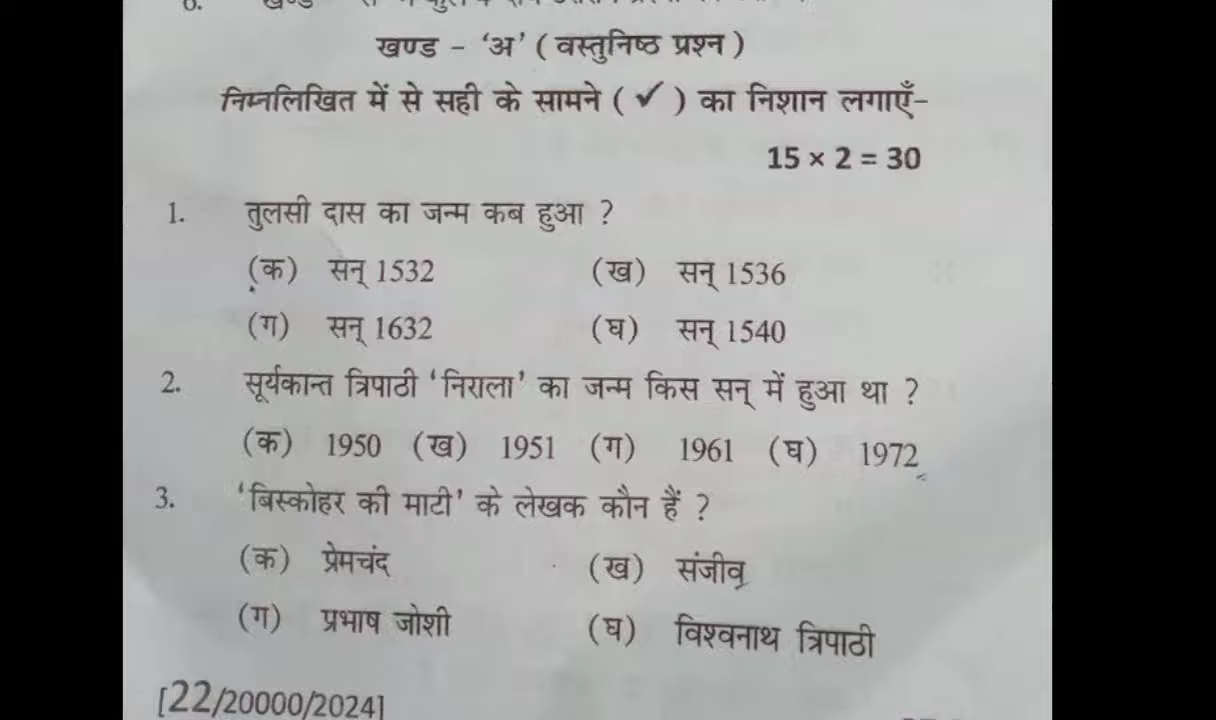 6.
खण्ड - 'अ' ( वस्तुनिष्ठ प्रश्न )
निम्नलिखित में से सही के सामने ( ✓ ) का निशान लगाएँ-
15 × 2 = 30
1. तुलसी दास का जन्म कब हुआ ?
(क) सन् 1532 (ख) सन् 1536
(ग) सन् 1632 (घ) सन् 1540
2. सूर्यकान्त त्रिपाठी 'निराला' का जन्म किस सन् में हुआ था ?
(क) 1950 (ख) 1951 (ग) 1961 (घ) 1972
3. 'बिस्कोहर की माटी' के लेखक कौन हैं ?
(क) प्रेमचंद (ख) संजीव
(ग) प्रभाष जोशी (घ) विश्वनाथ त्रिपाठी
[22/20000/2024]